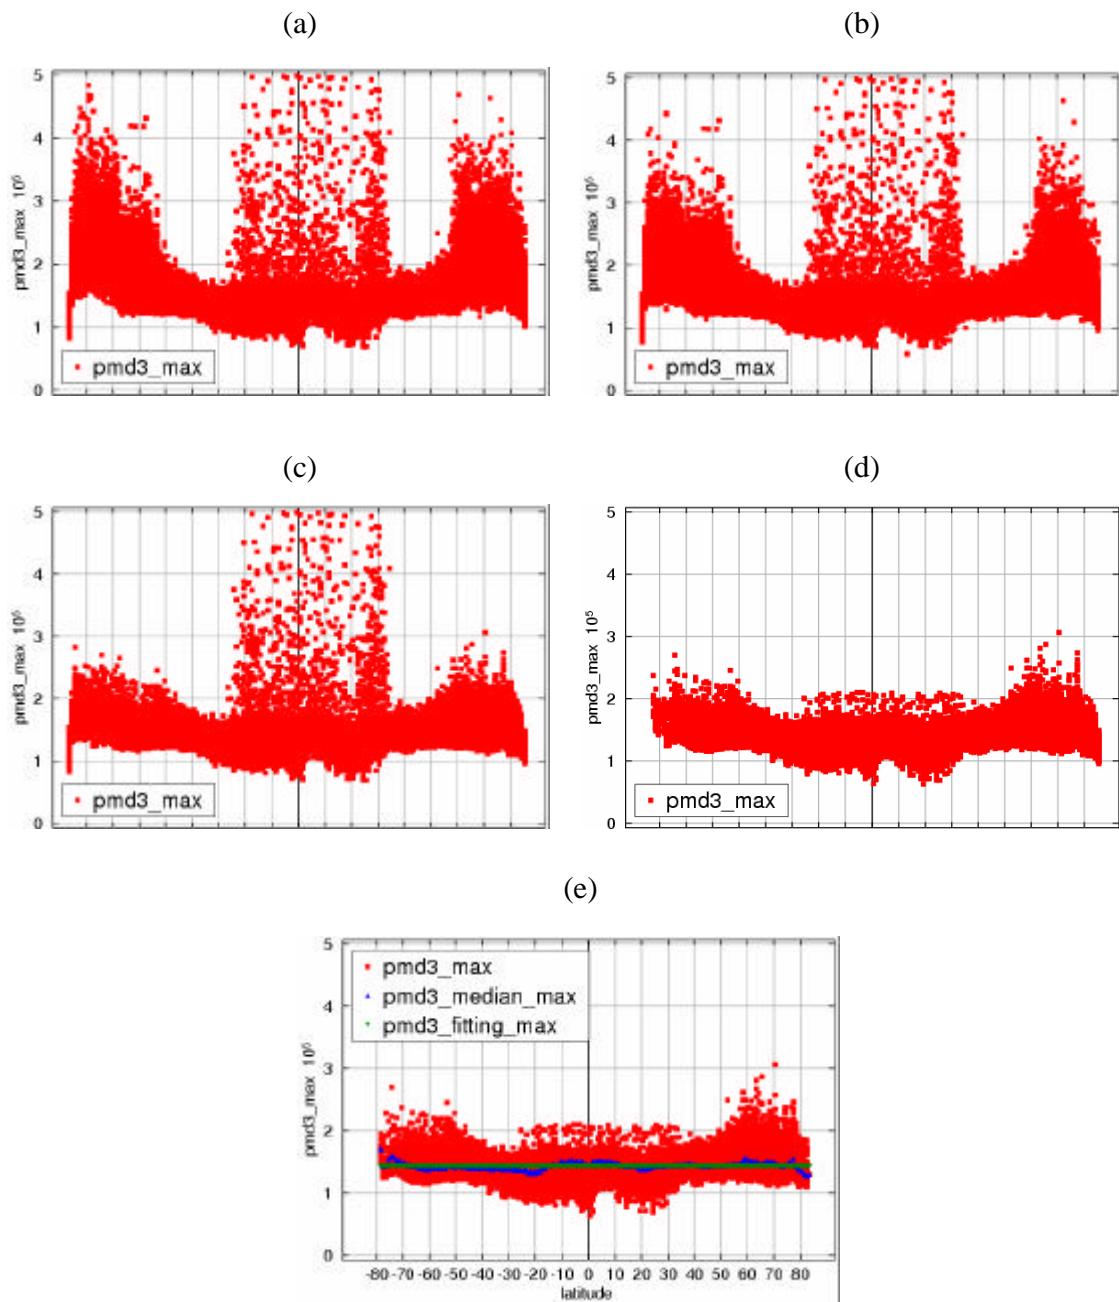 (a)
(b)
5
4
3
2
1
0
pmd3_max 10⁵
pmd3_max
5
4
3
2
1
0
pmd3_max 10⁵
pmd3_max
(c)
(d)
5
4
3
2
1
0
pmd3_max 10⁵
pmd3_max
5
4
3
2
1
0
pmd3_max 10⁵
pmd3_max
(e)
5
4
3
2
1
0
pmd3_max 10⁵
pmd3_max
pmd3_median_max
pmd3_fitting_max
-80 -70 -60 -50 -40 -30 -20 -10 0 10 20 30 40 50 60 70 80
latitude